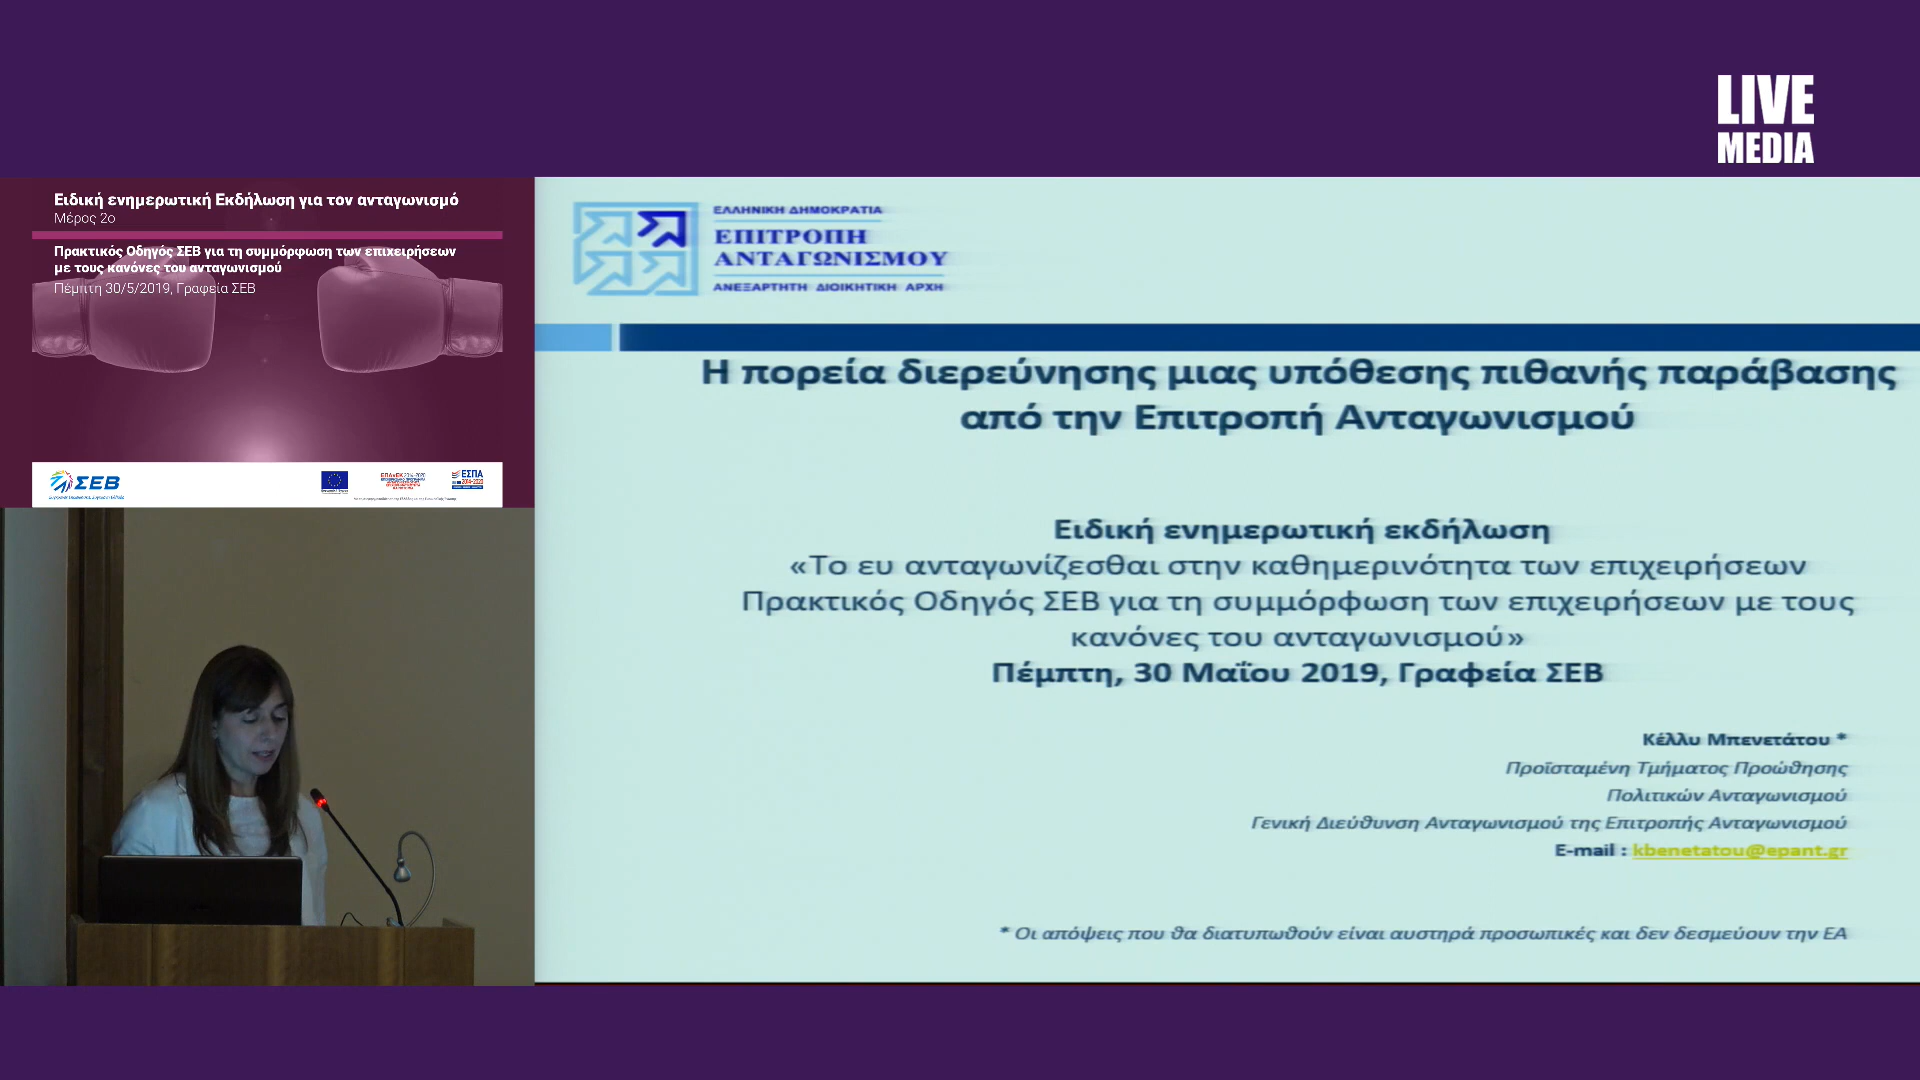 LIVE
MEDIA
Ειδική ενημερωτική Εκδήλωση για τον ανταγωνισμό
Μέρος 2ο
Πρακτικός Οδηγός ΣΕΒ για τη συμμόρφωση των επιχειρήσεων
με τους κανόνες του ανταγωνισμού
Πέμπτη 30/5/2019, Γραφεία ΣΕΒ
ΣΕΒ
ΕΠΑνΕΚ 2014-2020
ΕΣΠΑ
2014-2020
ΕΛΛΗΝΙΚΗ ΔΗΜΟΚΡΑΤΙΑ
ΕΠΙΤΡΟΠΗ
ΑΝΤΑΓΩΝΙΣΜΟΥ
ΑΝΕΞΑΡΤΗΤΗ ΔΙΟΙΚΗΤΙΚΗ ΑΡΧΗ
Η πορεία διερεύνησης μιας υπόθεσης πιθανής παράβασης
από την Επιτροπή Ανταγωνισμού
Ειδική ενημερωτική εκδήλωση
«Το ευ ανταγωνίζεσθαι στην καθημερινότητα των επιχειρήσεων
Πρακτικός Οδηγός ΣΕΒ για τη συμμόρφωση των επιχειρήσεων με τους
κανόνες του ανταγωνισμού»
Πέμπτη, 30 Μαΐου 2019, Γραφεία ΣΕΒ
Κέλλυ Μπενετάτου *
Προϊσταμένη Τμήματος Προώθησης
Πολιτικών Ανταγωνισμού
Γενική Διεύθυνση Ανταγωνισμού της Επιτροπής Ανταγωνισμού
E-mail : kbenetatou@epant.gr
* Οι απόψεις που θα διατυπωθούν είναι αυστηρά προσωπικές και δεν δεσμεύουν την ΕΑ